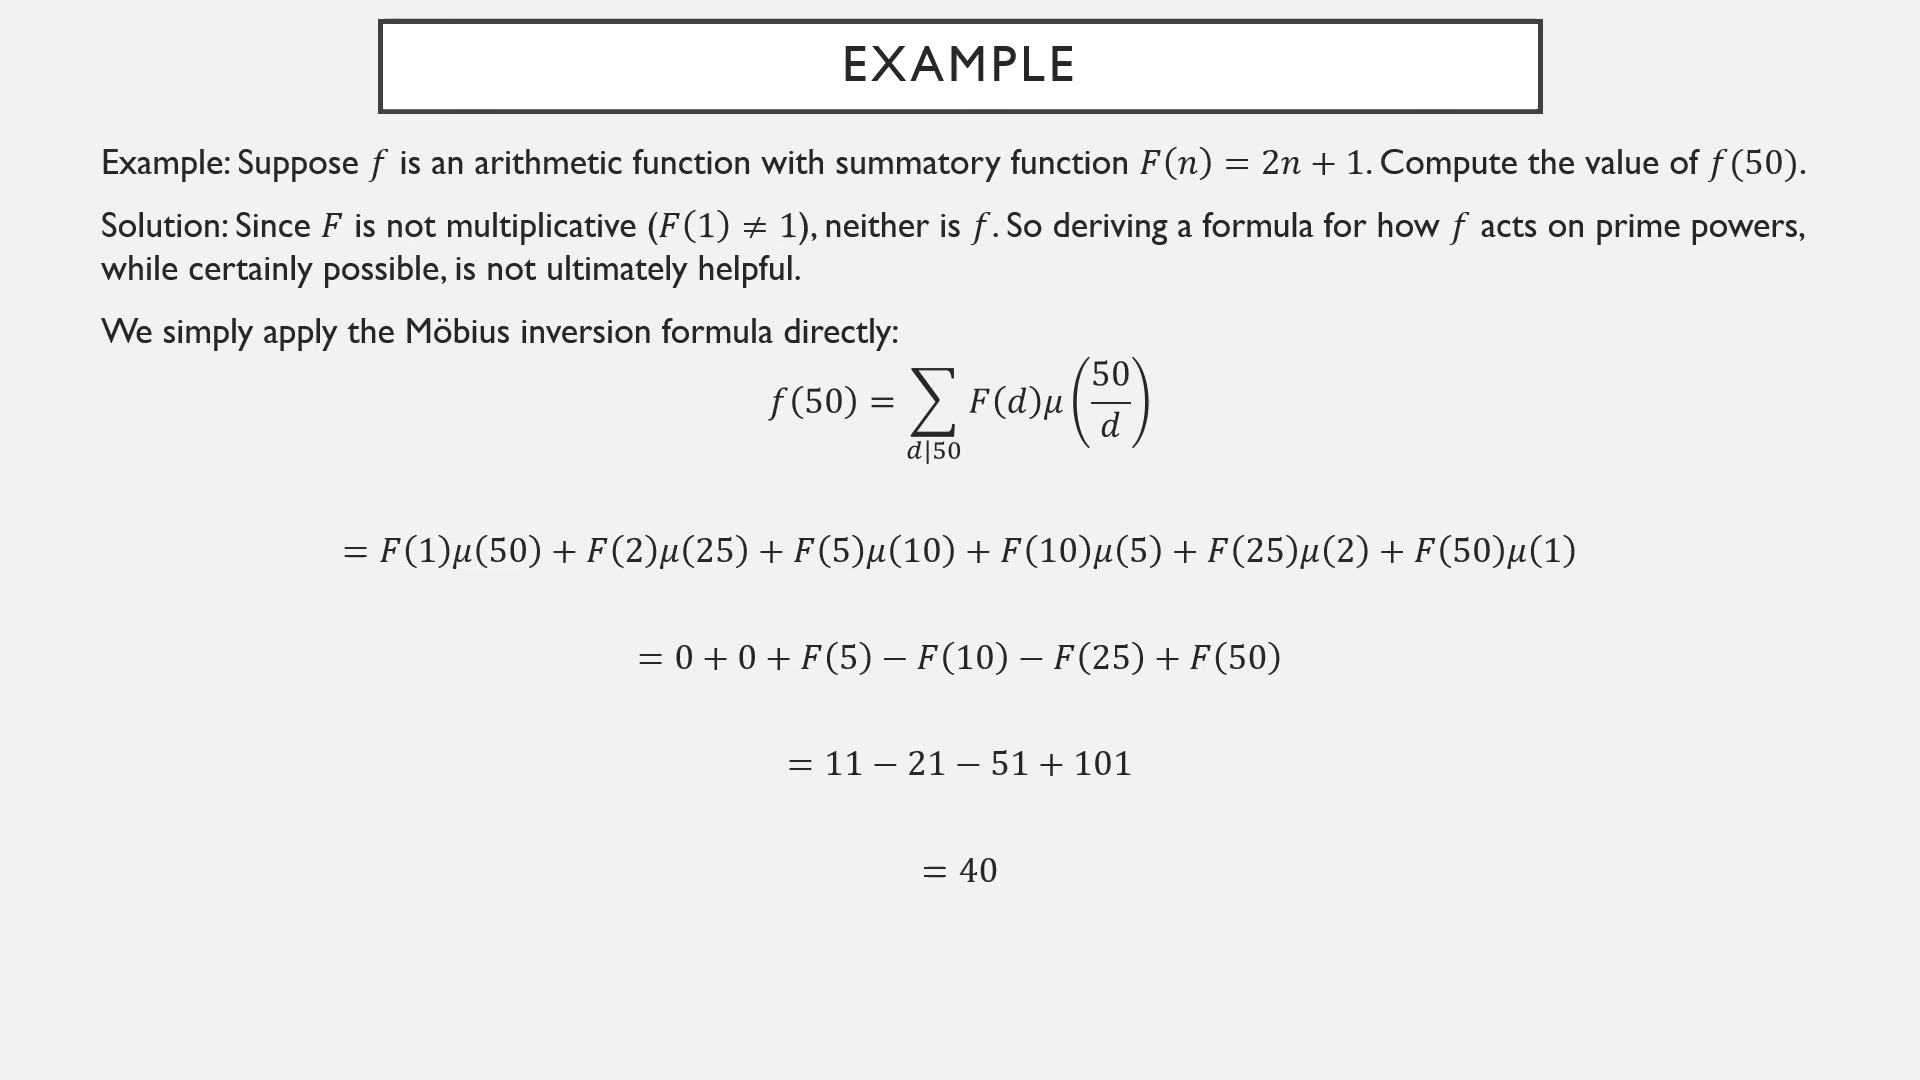 EXAMPLE
Example: Suppose f is an arithmetic function with summatory function F(n) = 2n + 1. Compute the value of f(50).
Solution: Since F is not multiplicative (F(1) ≠ 1), neither is f. So deriving a formula for how f acts on prime powers,
while certainly possible, is not ultimately helpful.
We simply apply the Möbius inversion formula directly:
f(50) = ∑_{d|50} F(d)μ(50/d)
= F(1)μ(50) + F(2)μ(25) + F(5)μ(10) + F(10)μ(5) + F(25)μ(2) + F(50)μ(1)
= 0 + 0 + F(5) − F(10) − F(25) + F(50)
= 11 − 21 − 51 + 101
= 40